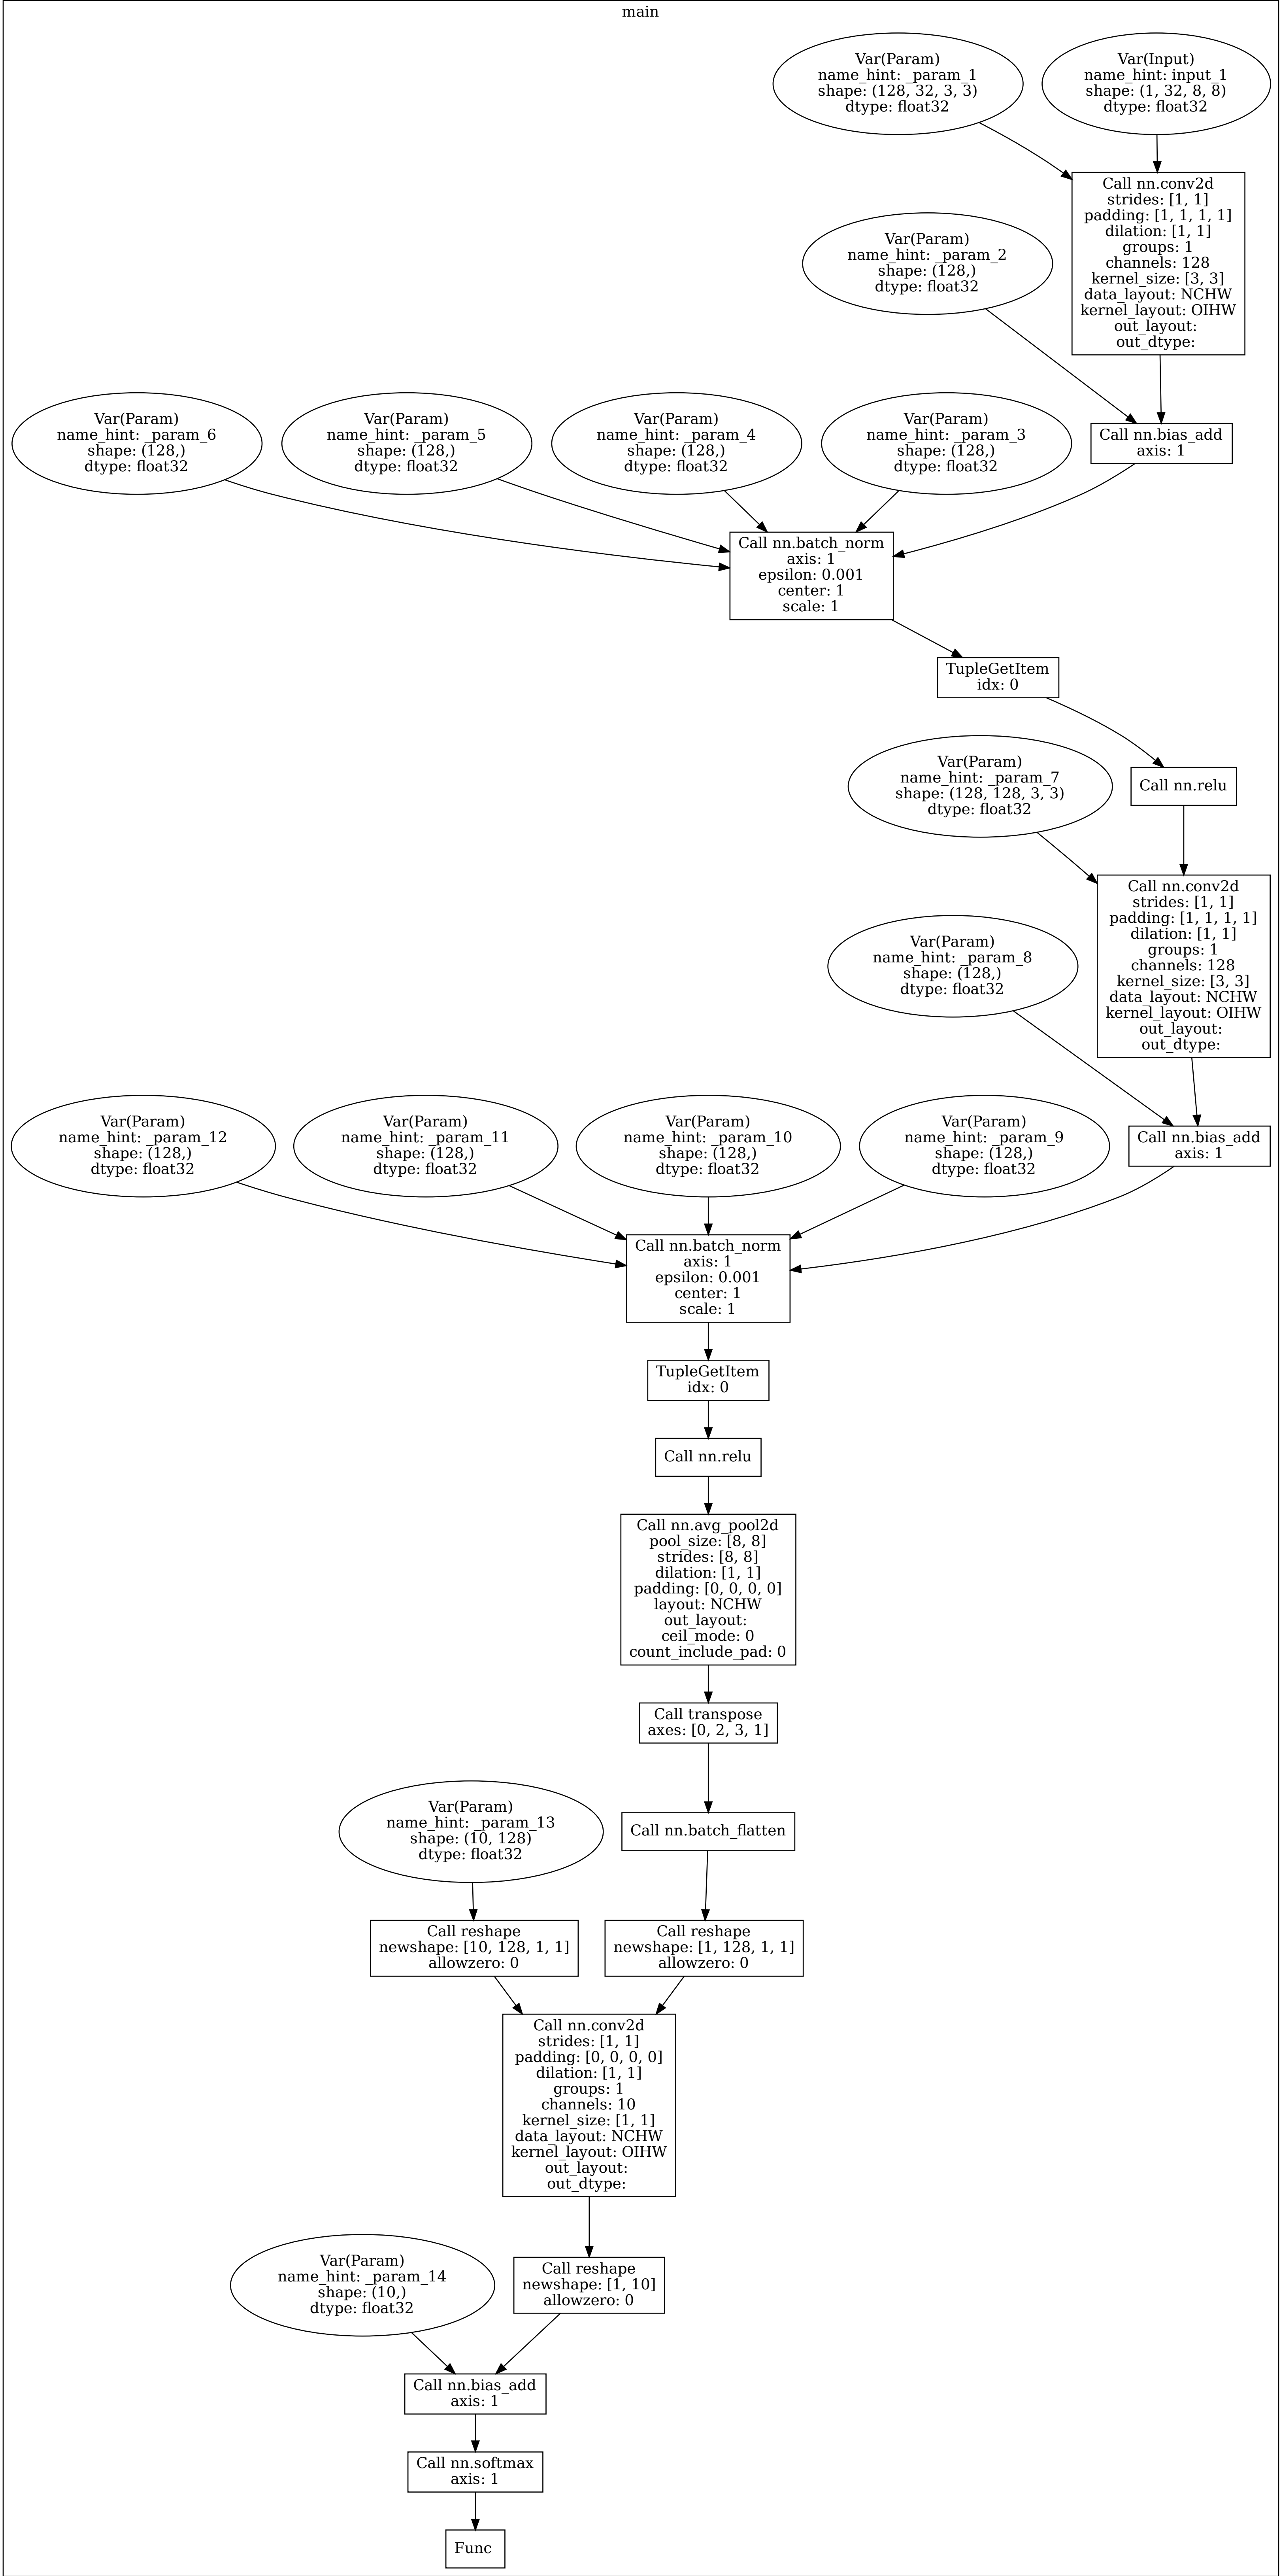 main
Var(Param)
name_hint: _param_1
shape: (128, 32, 3, 3)
dtype: float32
Var(Input)
name_hint: input_1
shape: (1, 32, 8, 8)
dtype: float32
Call nn.conv2d
strides: [1, 1]
padding: [1, 1, 1, 1]
dilation: [1, 1]
groups: 1
channels: 128
kernel_size: [3, 3]
data_layout: NCHW
kernel_layout: OIHW
out_layout:
out_dtype:
Var(Param)
name_hint: _param_2
shape: (128,)
dtype: float32
Var(Param)
name_hint: _param_6
shape: (128,)
dtype: float32
Var(Param)
name_hint: _param_5
shape: (128,)
dtype: float32
Var(Param)
name_hint: _param_4
shape: (128,)
dtype: float32
Var(Param)
name_hint: _param_3
shape: (128,)
dtype: float32
Call nn.bias_add
axis: 1
Call nn.batch_norm
axis: 1
epsilon: 0.001
center: 1
scale: 1
TupleGetItem
idx: 0
Var(Param)
name_hint: _param_7
shape: (128, 128, 3, 3)
dtype: float32
Call nn.relu
Call nn.conv2d
strides: [1, 1]
padding: [1, 1, 1, 1]
dilation: [1, 1]
groups: 1
channels: 128
kernel_size: [3, 3]
data_layout: NCHW
kernel_layout: OIHW
out_layout:
out_dtype:
Var(Param)
name_hint: _param_8
shape: (128,)
dtype: float32
Var(Param)
name_hint: _param_12
shape: (128,)
dtype: float32
Var(Param)
name_hint: _param_11
shape: (128,)
dtype: float32
Var(Param)
name_hint: _param_10
shape: (128,)
dtype: float32
Var(Param)
name_hint: _param_9
shape: (128,)
dtype: float32
Call nn.bias_add
axis: 1
Call nn.batch_norm
axis: 1
epsilon: 0.001
center: 1
scale: 1
TupleGetItem
idx: 0
Call nn.relu
Call nn.avg_pool2d
pool_size: [8, 8]
strides: [8, 8]
dilation: [1, 1]
padding: [0, 0, 0, 0]
layout: NCHW
out_layout:
ceil_mode: 0
count_include_pad: 0
Call transpose
axes: [0, 2, 3, 1]
Var(Param)
name_hint: _param_13
shape: (10, 128)
dtype: float32
Call nn.batch_flatten
Call reshape
newshape: [10, 128, 1, 1]
allowzero: 0
Call reshape
newshape: [1, 128, 1, 1]
allowzero: 0
Call nn.conv2d
strides: [1, 1]
padding: [0, 0, 0, 0]
dilation: [1, 1]
groups: 1
channels: 10
kernel_size: [1, 1]
data_layout: NCHW
kernel_layout: OIHW
out_layout:
out_dtype:
Var(Param)
name_hint: _param_14
shape: (10,)
dtype: float32
Call reshape
newshape: [1, 10]
allowzero: 0
Call nn.bias_add
axis: 1
Call nn.softmax
axis: 1
Func